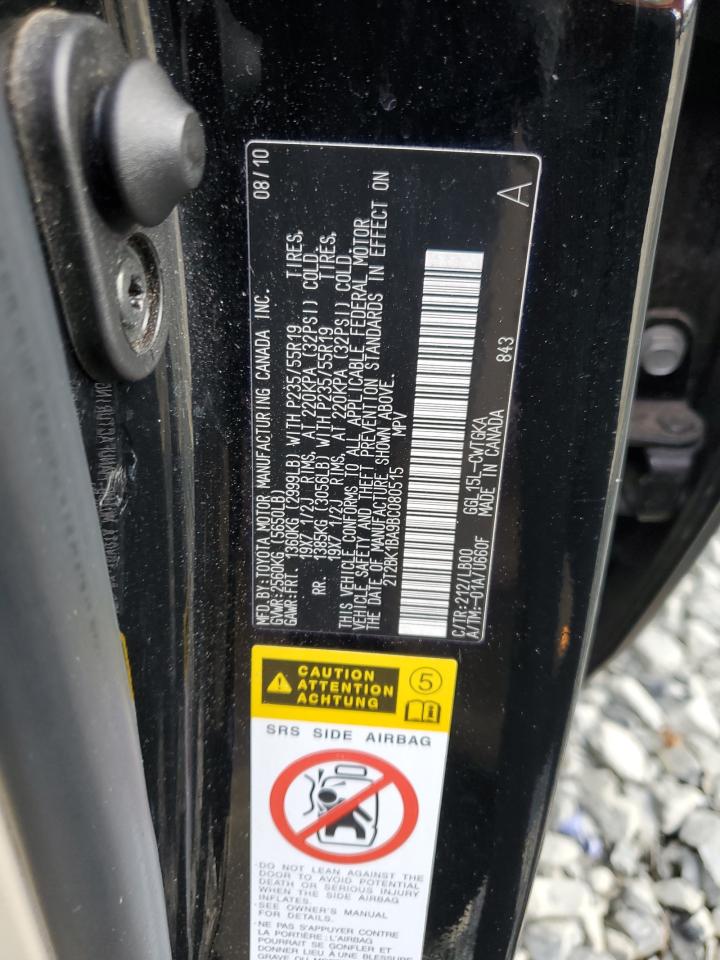 MFD BY:TOYOTA MOTOR MANUFACTURING CANADA INC. 08/10
GVWR:2560KG (5650LB)
GAWR:FRT. 1360KG (2999LB) WITH P235/55R19 TIRES,
19X7 1/2J RIMS, AT 220KPA (32PSI) COLD.
RR. 1385KG (3056LB) WITH P235/55R19 TIRES,
19X7 1/2J RIMS, AT 220KPA (32PSI) COLD.
THIS VEHICLE CONFORMS TO ALL APPLICABLE FEDERAL MOTOR
VEHICLE SAFETY AND THEFT PREVENTION STANDARDS IN EFFECT ON
THE DATE OF MANUFACTURE SHOWN ABOVE.
2T2BK1BA9BC080515 MPV
C/TR:212/LB00 GGL15L-CWTGKA
A/TM:-01A/U660F MADE IN CANADA 843 A
CAUTION
ATTENTION
ACHTUNG
5
SRS SIDE AIRBAG
·DO NOT LEAN AGAINST THE
DOOR TO AVOID POTENTIAL
DEATH OR SERIOUS INJURY
WHEN THE SIDE AIRBAG
INFLATES.
·SEE OWNER'S MANUAL
FOR DETAILS.
·NE PAS S'APPUYER CONTRE
LA PORTIÈRE : L'AIRBAG
POURRAIT SE GONFLER ET
DONNER LIEU À UNE BLESSURE
GRAVE OU